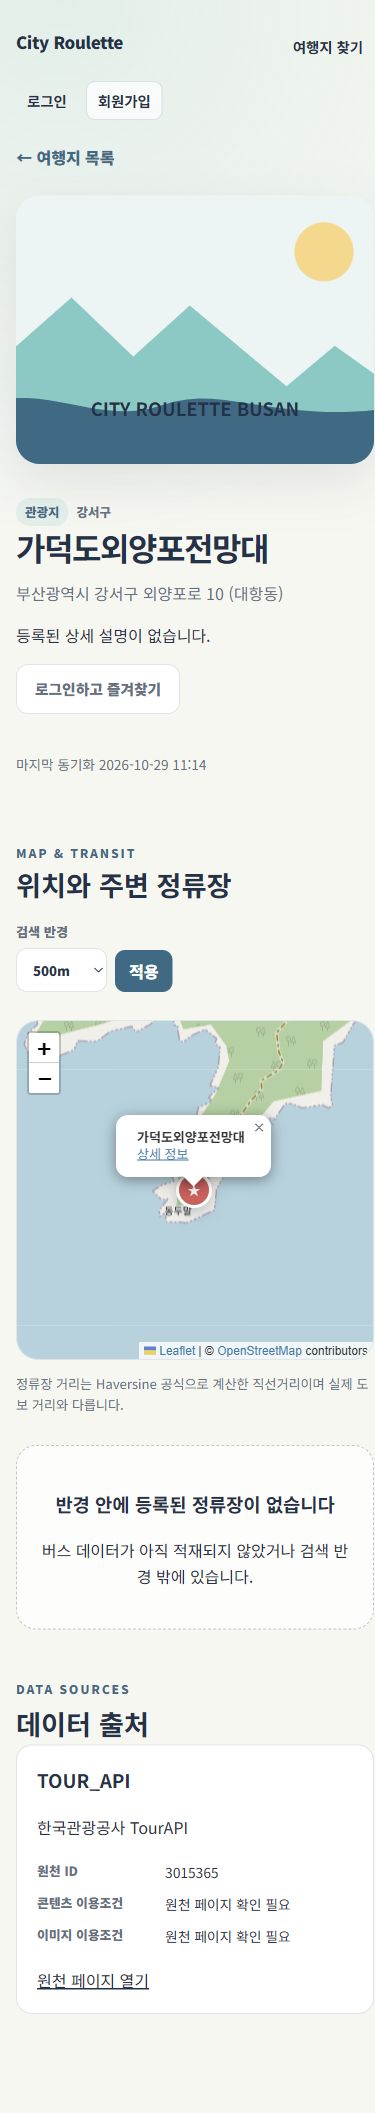 City Roulette
여행지 찾기
로그인
회원가입
← 여행지 목록
CITY ROULETTE BUSAN
관광지 강서구
가덕도외양포전망대
부산광역시 강서구 외양포로 10 (대항동)
등록된 상세 설명이 없습니다.
로그인하고 즐겨찾기
마지막 동기화 2026-10-29 11:14
MAP & TRANSIT
위치와 주변 정류장
검색 반경
500m
적용
+
−
가덕도외양포전망대
×
상세 정보
동두말
Leaflet | © OpenStreetMap contributors
정류장 거리는 Haversine 공식으로 계산한 직선거리이며 실제 도
보 거리와 다릅니다.
반경 안에 등록된 정류장이 없습니다
버스 데이터가 아직 적재되지 않았거나 검색 반
경 밖에 있습니다.
DATA SOURCES
데이터 출처
TOUR_API
한국관광공사 TourAPI
원천 ID 3015365
콘텐츠 이용조건 원천 페이지 확인 필요
이미지 이용조건 원천 페이지 확인 필요
원천 페이지 열기